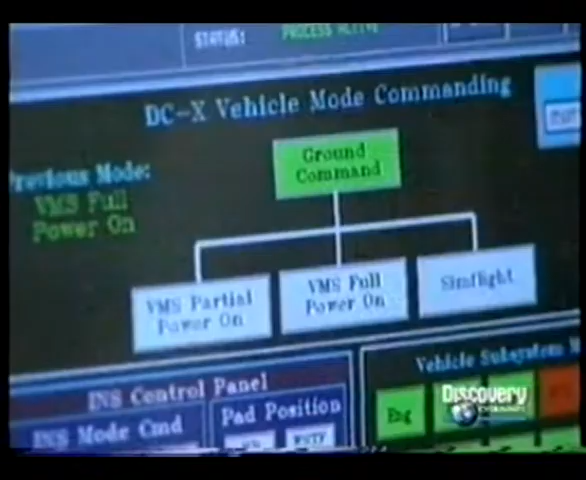 STATUS:
PROCESS ACTIVE
DC-X Vehicle Mode Commanding
Previous Mode:
VMS Full
Power On
Ground
Command
VMS Partial
Power On
VMS Full
Power On
Simflight
INS Control Panel
INS Mode Cmd
Pad Position
Vehicle Subsystem
Eng
Discovery
CHANNEL